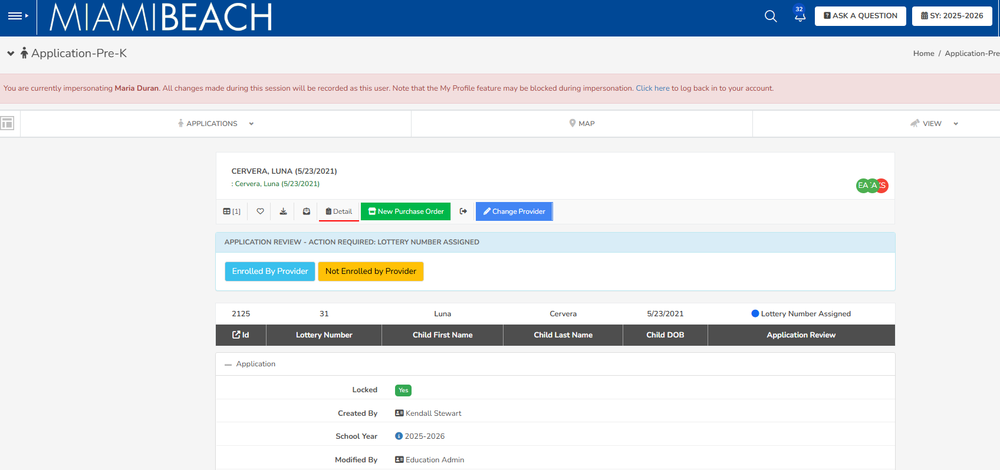 MIAMIBEACH
32
ASK A QUESTION
SY: 2025-2026
Application-Pre-K
Home / Application-Pre
You are currently impersonating Maria Duran. All changes made during this session will be recorded as this user. Note that the My Profile feature may be blocked during impersonation. Click here to log back in to your account.
APPLICATIONS
MAP
VIEW
CERVERA, LUNA (5/23/2021)
: Cervera, Luna (5/23/2021)
EA
[1]
Detail
New Purchase Order
Change Provider
APPLICATION REVIEW - ACTION REQUIRED: LOTTERY NUMBER ASSIGNED
Enrolled By Provider
Not Enrolled by Provider
2125 31 Luna Cervera 5/23/2021 Lottery Number Assigned
Id Lottery Number Child First Name Child Last Name Child DOB Application Review
Application
Locked Yes
Created By Kendall Stewart
School Year 2025-2026
Modified By Education Admin